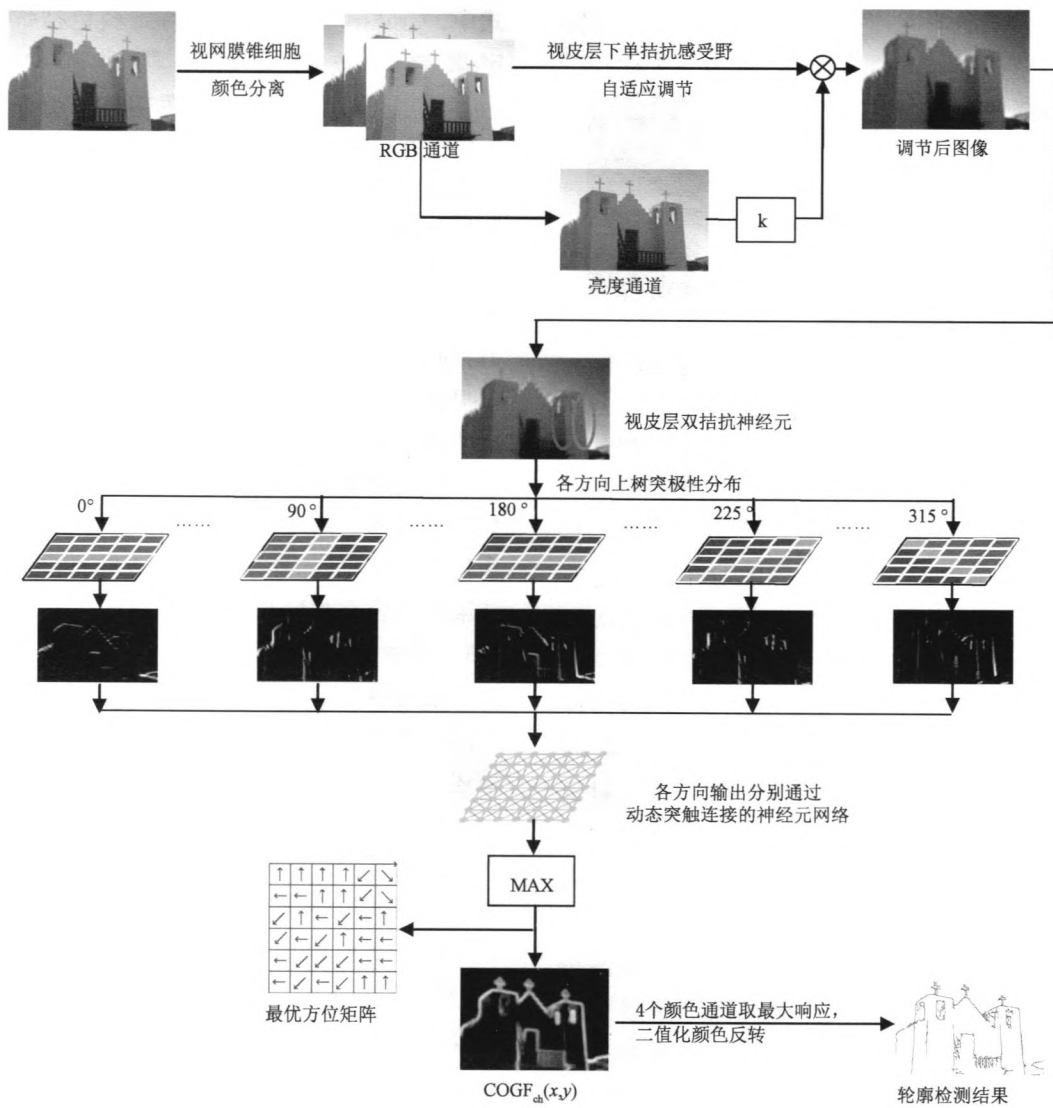 视网膜锥细胞
颜色分离
RGB 通道
视皮层下单拮抗感受野
自适应调节
调节后图像
k
亮度通道
视皮层双拮抗神经元
各方向上树突极性分布
0° …… 90 ° …… 180 ° …… 225 ° …… 315 °
各方向输出分别通过
动态突触连接的神经元网络
MAX
↑ ↑ ↑ ↑ ↙ ↘
← ← ↑ ↑ ↙ ↘
↙ ↑ ← ↙ ← ↑
↙ ← ↙ ↑ ← ←
← ↙ ↙ ↙ ← ←
← ↙ ← ↙ ↑ ↑
最优方位矩阵
4个颜色通道取最大响应，
二值化颜色反转
COGF_ch(x,y)
轮廓检测结果